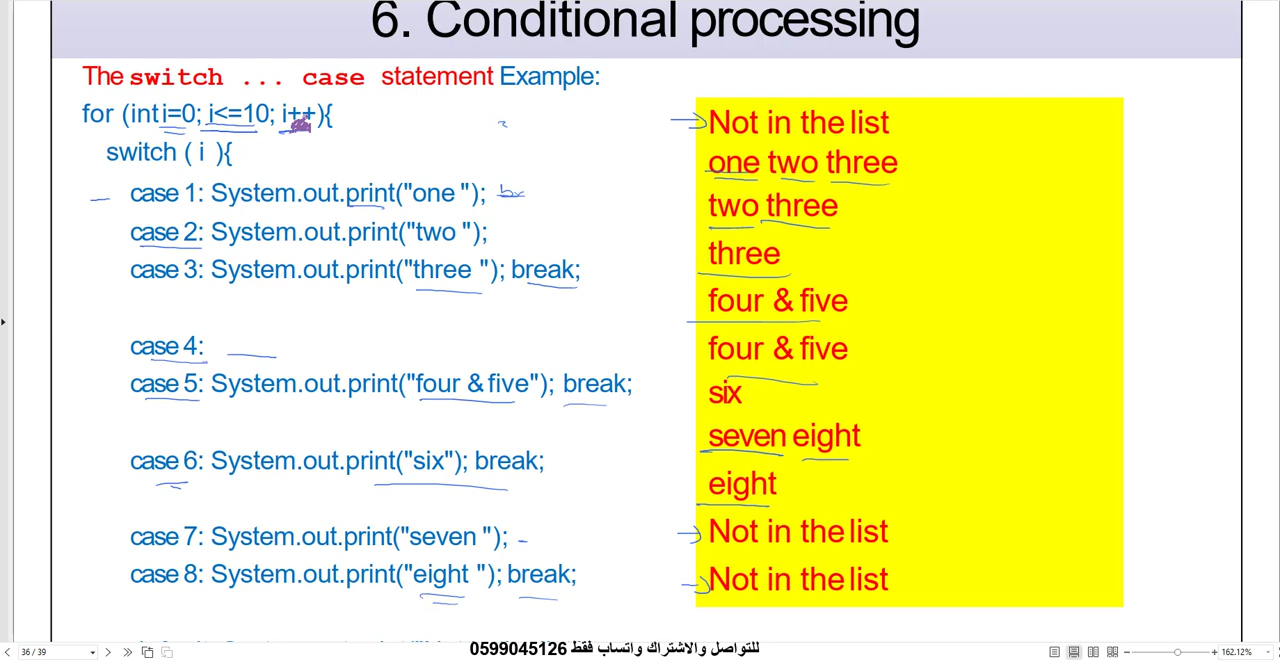 6. Conditional processing
The switch ... case statement Example:
for (int i=0; i<=10; i++){
switch ( i ){
case 1: System.out.print("one ");
case 2: System.out.print("two ");
case 3: System.out.print("three "); break;
case 4:
case 5: System.out.print("four & five"); break;
case 6: System.out.print("six"); break;
case 7: System.out.print("seven ");
case 8: System.out.print("eight "); break;
Not in the list
one two three
two three
three
four & five
four & five
six
seven eight
eight
Not in the list
Not in the list
للتواصل والاشتراك واتساب فقط 0599045126
36 / 39
162.12%